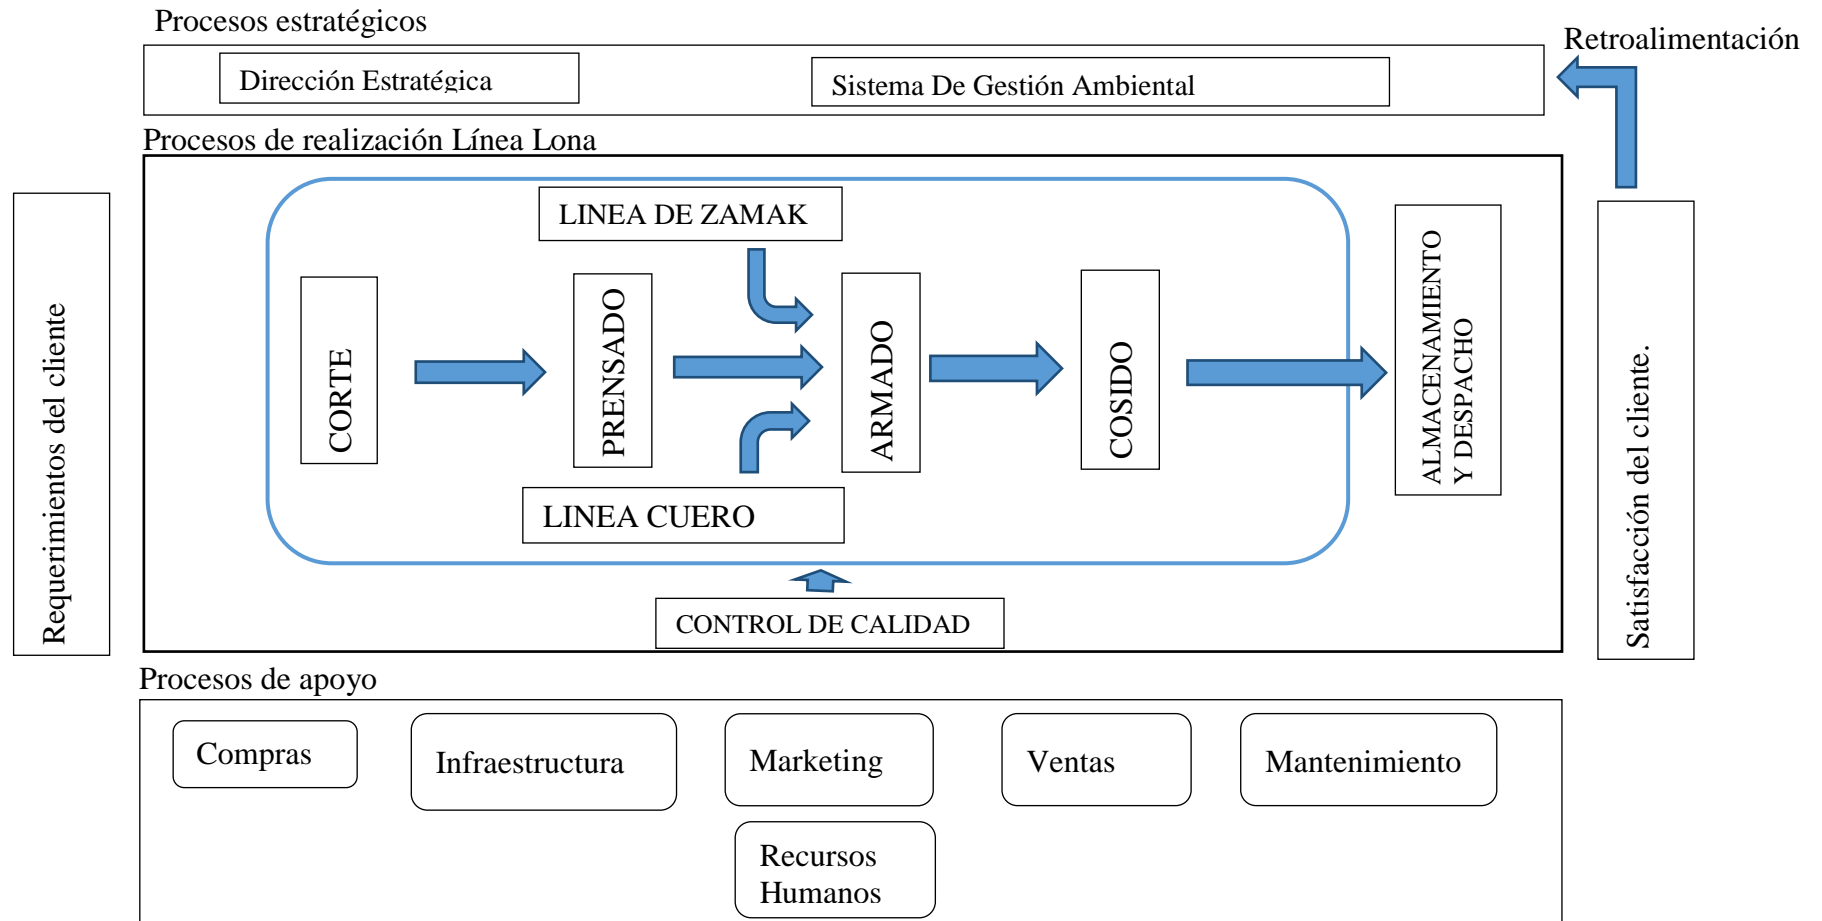 Procesos estratégicos
Retroalimentación
Dirección Estratégica
Sistema De Gestión Ambiental
Procesos de realización Línea Lona
Requerimientos del cliente
LINEA DE ZAMAK
CORTE
PRENSADO
ARMADO
COSIDO
ALMACENAMIENTO
Y DESPACHO
Satisfacción del cliente.
LINEA CUERO
CONTROL DE CALIDAD
Procesos de apoyo
Compras
Infraestructura
Marketing
Ventas
Mantenimiento
Recursos
Humanos